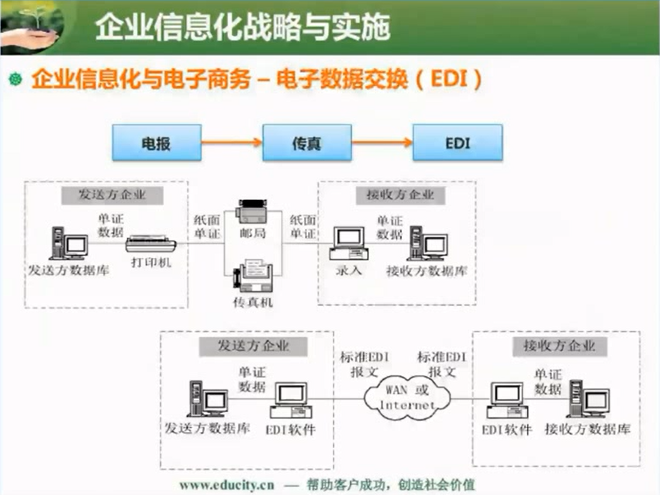 企业信息化战略与实施
企业信息化与电子商务 – 电子数据交换（EDI）
电报
传真
EDI
发送方企业
单证
数据
发送方数据库
打印机
纸面
单证
邮局
传真机
纸面
单证
接收方企业
录入
单证
数据
接收方数据库
发送方企业
单证
数据
发送方数据库
EDI软件
标准EDI
报文
WAN 或
Internet
标准EDI
报文
接收方企业
EDI软件
单证
数据
接收方数据库
www.educity.cn — 帮助客户成功，创造社会价值